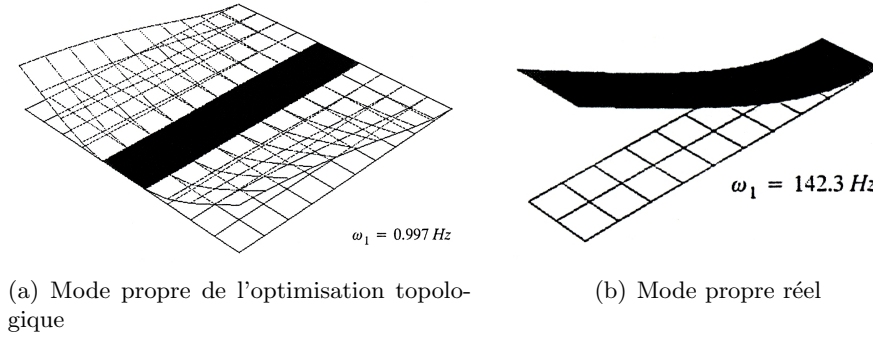 ω₁ = 0.997 Hz
ω₁ = 142.3 Hz
(a) Mode propre de l'optimisation topolo-
gique
(b) Mode propre réel